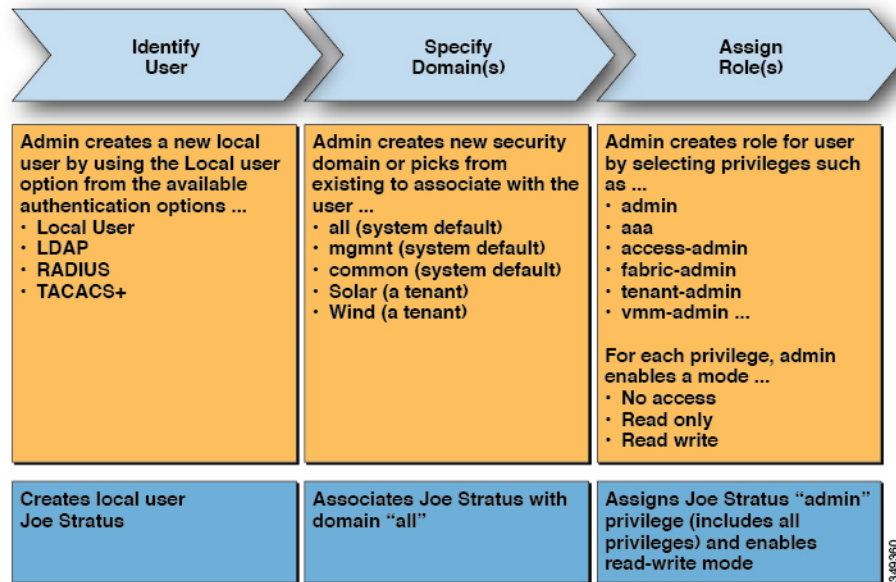 Identify
User
Specify
Domain(s)
Assign
Role(s)
Admin creates a new local
user by using the Local user
option from the available
authentication options ...
• Local User
• LDAP
• RADIUS
• TACACS+
Admin creates new security
domain or picks from
existing to associate with the
user ...
• all (system default)
• mgmnt (system default)
• common (system default)
• Solar (a tenant)
• Wind (a tenant)
Admin creates role for user
by selecting privileges such
as ...
• admin
• aaa
• access-admin
• fabric-admin
• tenant-admin
• vmm-admin ...
For each privilege, admin
enables a mode ...
• No access
• Read only
• Read write
Creates local user
Joe Stratus
Associates Joe Stratus with
domain “all”
Assigns Joe Stratus “admin”
privilege (includes all
privileges) and enables
read-write mode